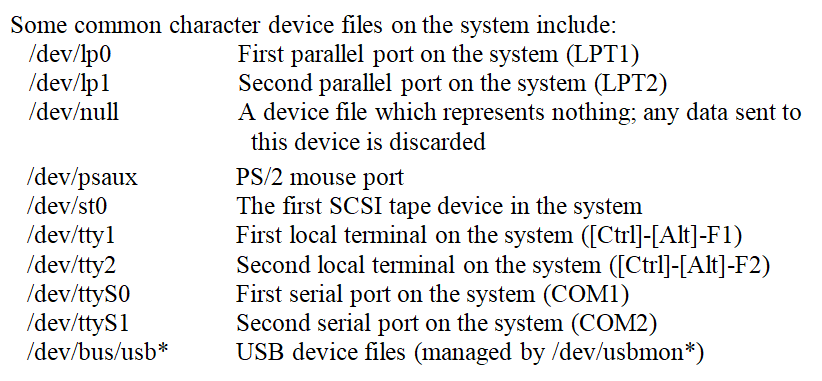 Some common character device files on the system include:
/dev/lp0 First parallel port on the system (LPT1)
/dev/lp1 Second parallel port on the system (LPT2)
/dev/null A device file which represents nothing; any data sent to
this device is discarded
/dev/psaux PS/2 mouse port
/dev/st0 The first SCSI tape device in the system
/dev/tty1 First local terminal on the system ([Ctrl]-[Alt]-F1)
/dev/tty2 Second local terminal on the system ([Ctrl]-[Alt]-F2)
/dev/ttyS0 First serial port on the system (COM1)
/dev/ttyS1 Second serial port on the system (COM2)
/dev/bus/usb* USB device files (managed by /dev/usbmon*)